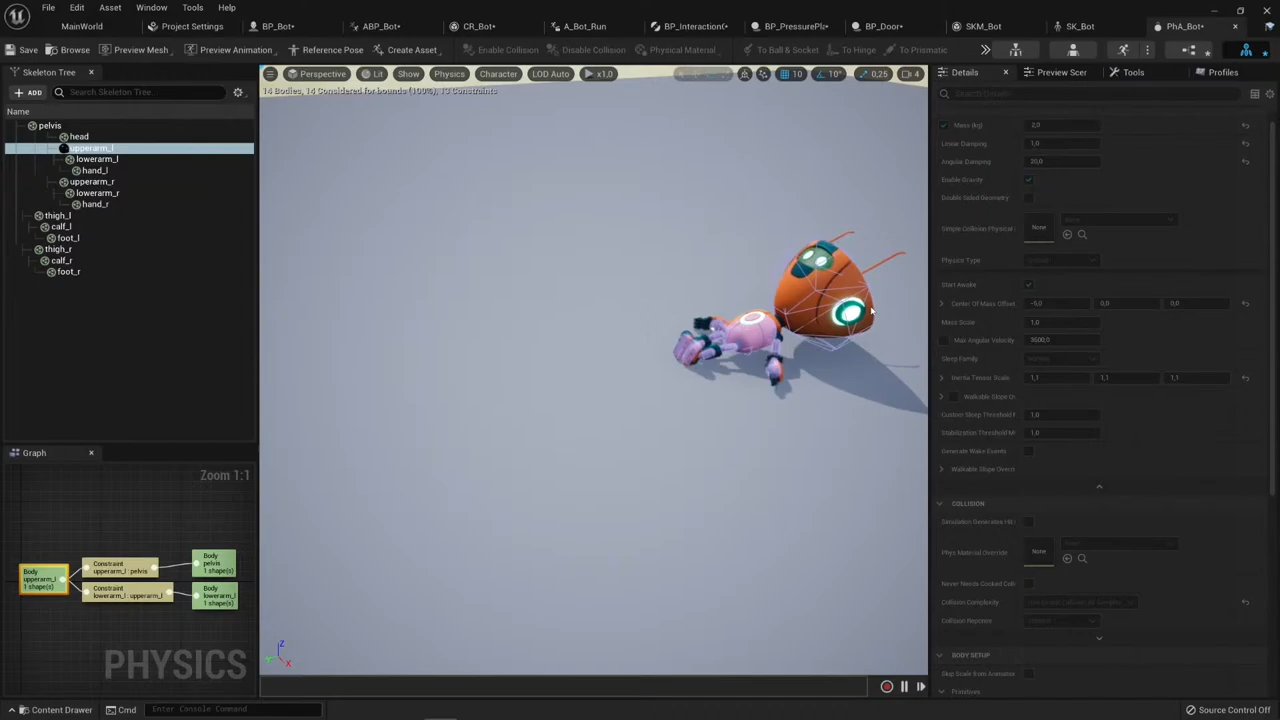 File Edit Asset Window Tools Help
MainWorld Project Settings BP_Bot* ABP_Bot* CR_Bot* A_Bot_Run BP_Interaction( BP_PressurePla* BP_Door* SKM_Bot SK_Bot PhA_Bot*
Save Browse Preview Mesh Preview Animation Reference Pose Create Asset Enable Collision Disable Collision Physical Material To Ball & Socket To Hinge To Prismatic
Skeleton Tree Perspective Lit Show Physics Character LOD Auto x1,0 10 10° 0,25 4 Details Preview Scer Tools Profiles
14 Bodies, 14 Considered for bounds (100%), 13 Constraints
ADD Search Skeleton Tree... Search Details
Name
pelvis
head
upperarm_l
lowerarm_l
hand_l
upperarm_r
lowerarm_r
hand_r
thigh_l
calf_l
foot_l
thigh_r
calf_r
foot_r
Mass (kg) 2,0
Linear Damping 1,0
Angular Damping 20,0
Enable Gravity
Double Sided Geometry
Simple Collision Physical None None
Physics Type
Start Awake
Center Of Mass Offset -5,0 0,0 0,0
Mass Scale 1,0
Max Angular Velocity 3600,0
Sleep Family
Inertia Tensor Scale 1,1 1,1 1,1
Walkable Slope Ov
Custom Sleep Threshold M 1,0
Stabilization Threshold M 1,0
Generate Wake Events
Walkable Slope Overri
COLLISION
Simulation Generates Hit
Phys Material Override None
Never Needs Cooked Coll
Collision Complexity
Collision Reponse
BODY SETUP
Skip Scale from Animation
Primitives
Graph
Zoom 1:1
Body
upperarm_l
1 shape(s)
Constraint
upperarm_l : pelvis
Constraint
lowerarm_l : upperarm_l
Body
pelvis
1 shape(s)
Body
lowerarm_l
1 shape(s)
PHYSICS
Z
X
Content Drawer Cmd Enter Console Command Source Control Off